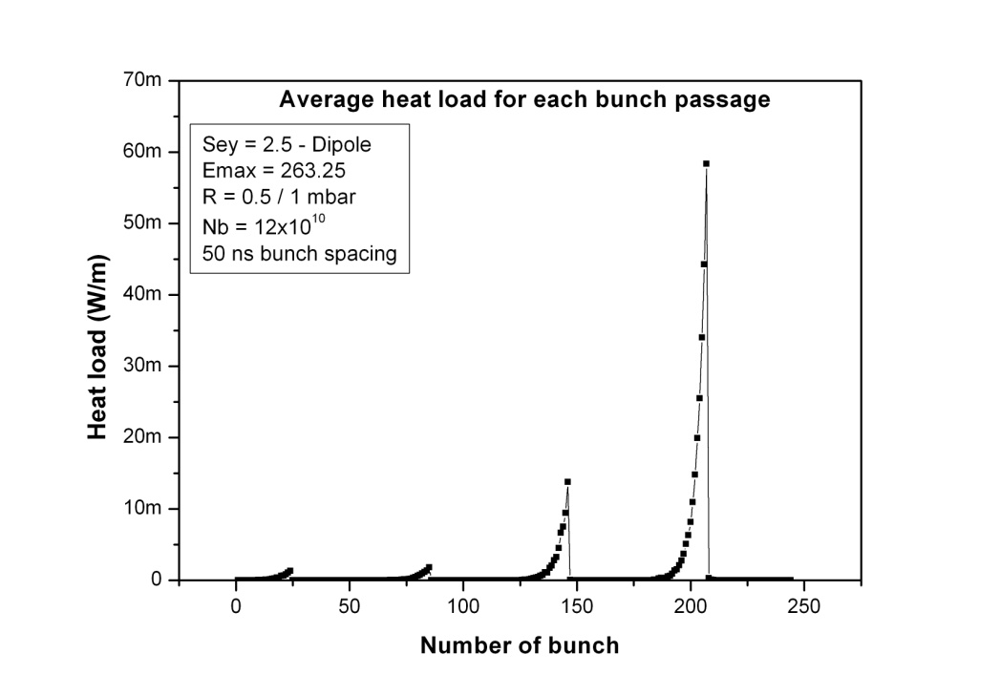 Average heat load for each bunch passage
Sey = 2.5 - Dipole
Emax = 263.25
R = 0.5 / 1 mbar
Nb = 12x10^10
50 ns bunch spacing
70m
60m
50m
40m
30m
20m
10m
0
Heat load (W/m)
0 50 100 150 200 250
Number of bunch